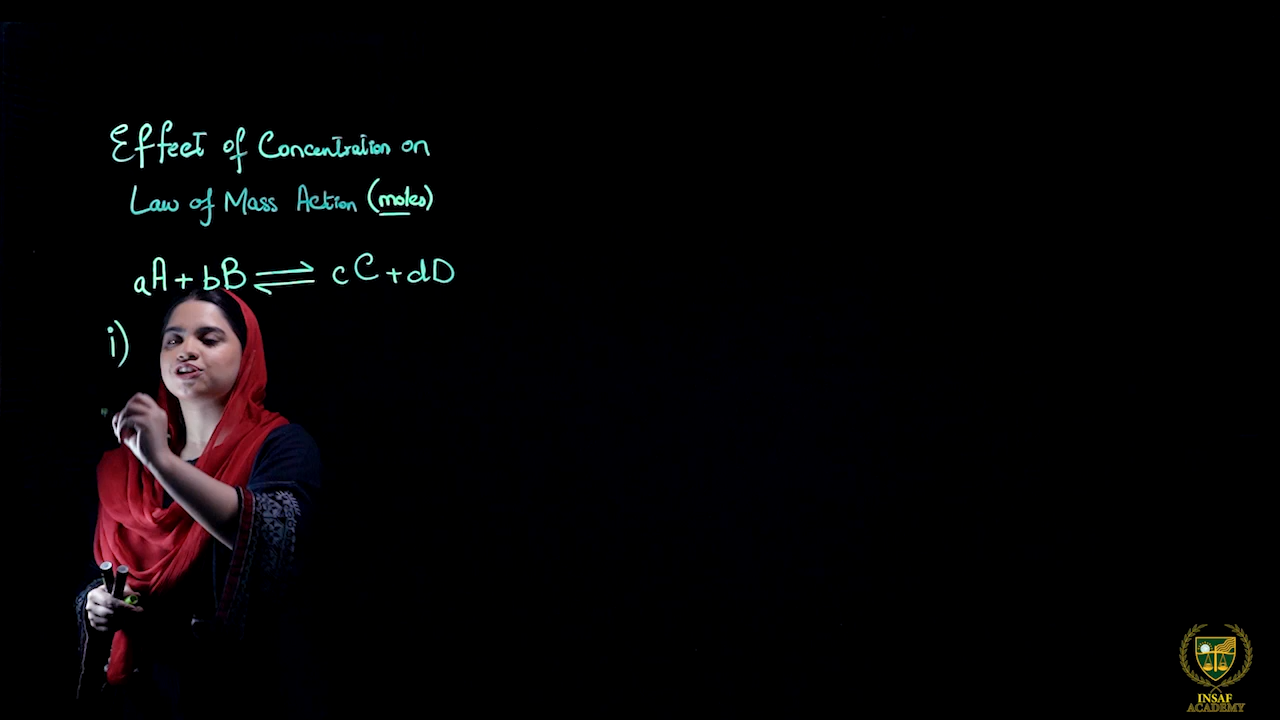 Effect of Concentration on
Law of Mass Action (moles)
aA + bB ⇌ cC + dD
i)
INSAF
ACADEMY